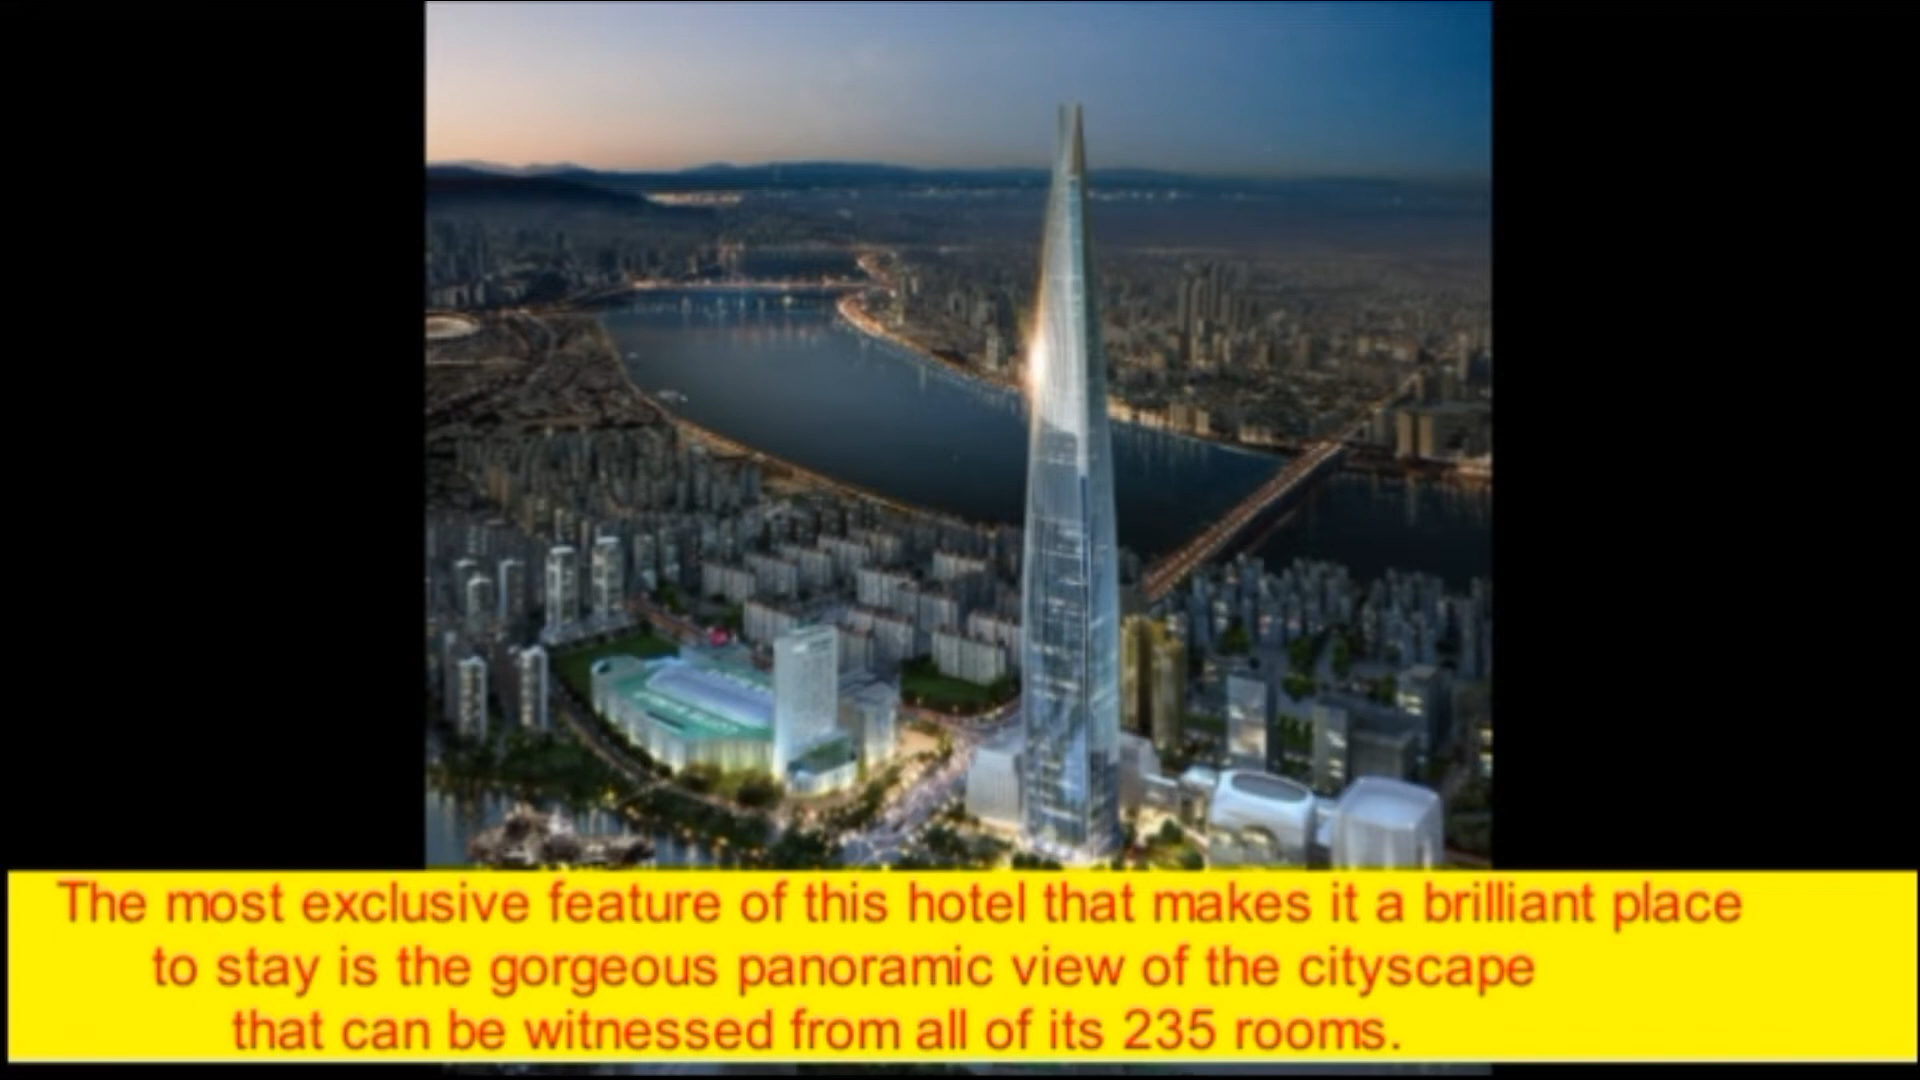 The most exclusive feature of this hotel that makes it a brilliant place
to stay is the gorgeous panoramic view of the cityscape
that can be witnessed from all of its 235 rooms.